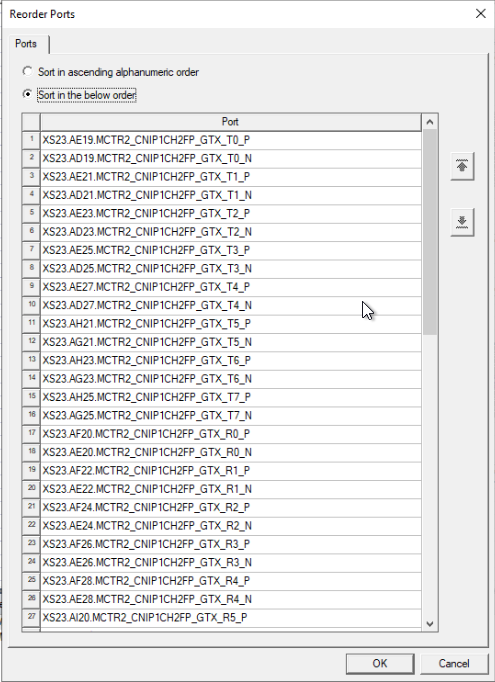 Reorder Ports
Ports
Sort in ascending alphanumeric order
Sort in the below order
Port
1 XS23.AE19.MCTR2_CNIP1CH2FP_GTX_T0_P
2 XS23.AD19.MCTR2_CNIP1CH2FP_GTX_T0_N
3 XS23.AE21.MCTR2_CNIP1CH2FP_GTX_T1_P
4 XS23.AD21.MCTR2_CNIP1CH2FP_GTX_T1_N
5 XS23.AE23.MCTR2_CNIP1CH2FP_GTX_T2_P
6 XS23.AD23.MCTR2_CNIP1CH2FP_GTX_T2_N
7 XS23.AE25.MCTR2_CNIP1CH2FP_GTX_T3_P
8 XS23.AD25.MCTR2_CNIP1CH2FP_GTX_T3_N
9 XS23.AE27.MCTR2_CNIP1CH2FP_GTX_T4_P
10 XS23.AD27.MCTR2_CNIP1CH2FP_GTX_T4_N
11 XS23.AH21.MCTR2_CNIP1CH2FP_GTX_T5_P
12 XS23.AG21.MCTR2_CNIP1CH2FP_GTX_T5_N
13 XS23.AH23.MCTR2_CNIP1CH2FP_GTX_T6_P
14 XS23.AG23.MCTR2_CNIP1CH2FP_GTX_T6_N
15 XS23.AH25.MCTR2_CNIP1CH2FP_GTX_T7_P
16 XS23.AG25.MCTR2_CNIP1CH2FP_GTX_T7_N
17 XS23.AF20.MCTR2_CNIP1CH2FP_GTX_R0_P
18 XS23.AE20.MCTR2_CNIP1CH2FP_GTX_R0_N
19 XS23.AF22.MCTR2_CNIP1CH2FP_GTX_R1_P
20 XS23.AE22.MCTR2_CNIP1CH2FP_GTX_R1_N
21 XS23.AF24.MCTR2_CNIP1CH2FP_GTX_R2_P
22 XS23.AE24.MCTR2_CNIP1CH2FP_GTX_R2_N
23 XS23.AF26.MCTR2_CNIP1CH2FP_GTX_R3_P
24 XS23.AE26.MCTR2_CNIP1CH2FP_GTX_R3_N
25 XS23.AF28.MCTR2_CNIP1CH2FP_GTX_R4_P
26 XS23.AE28.MCTR2_CNIP1CH2FP_GTX_R4_N
27 XS23.AI20.MCTR2_CNIP1CH2FP_GTX_R5_P
OK Cancel